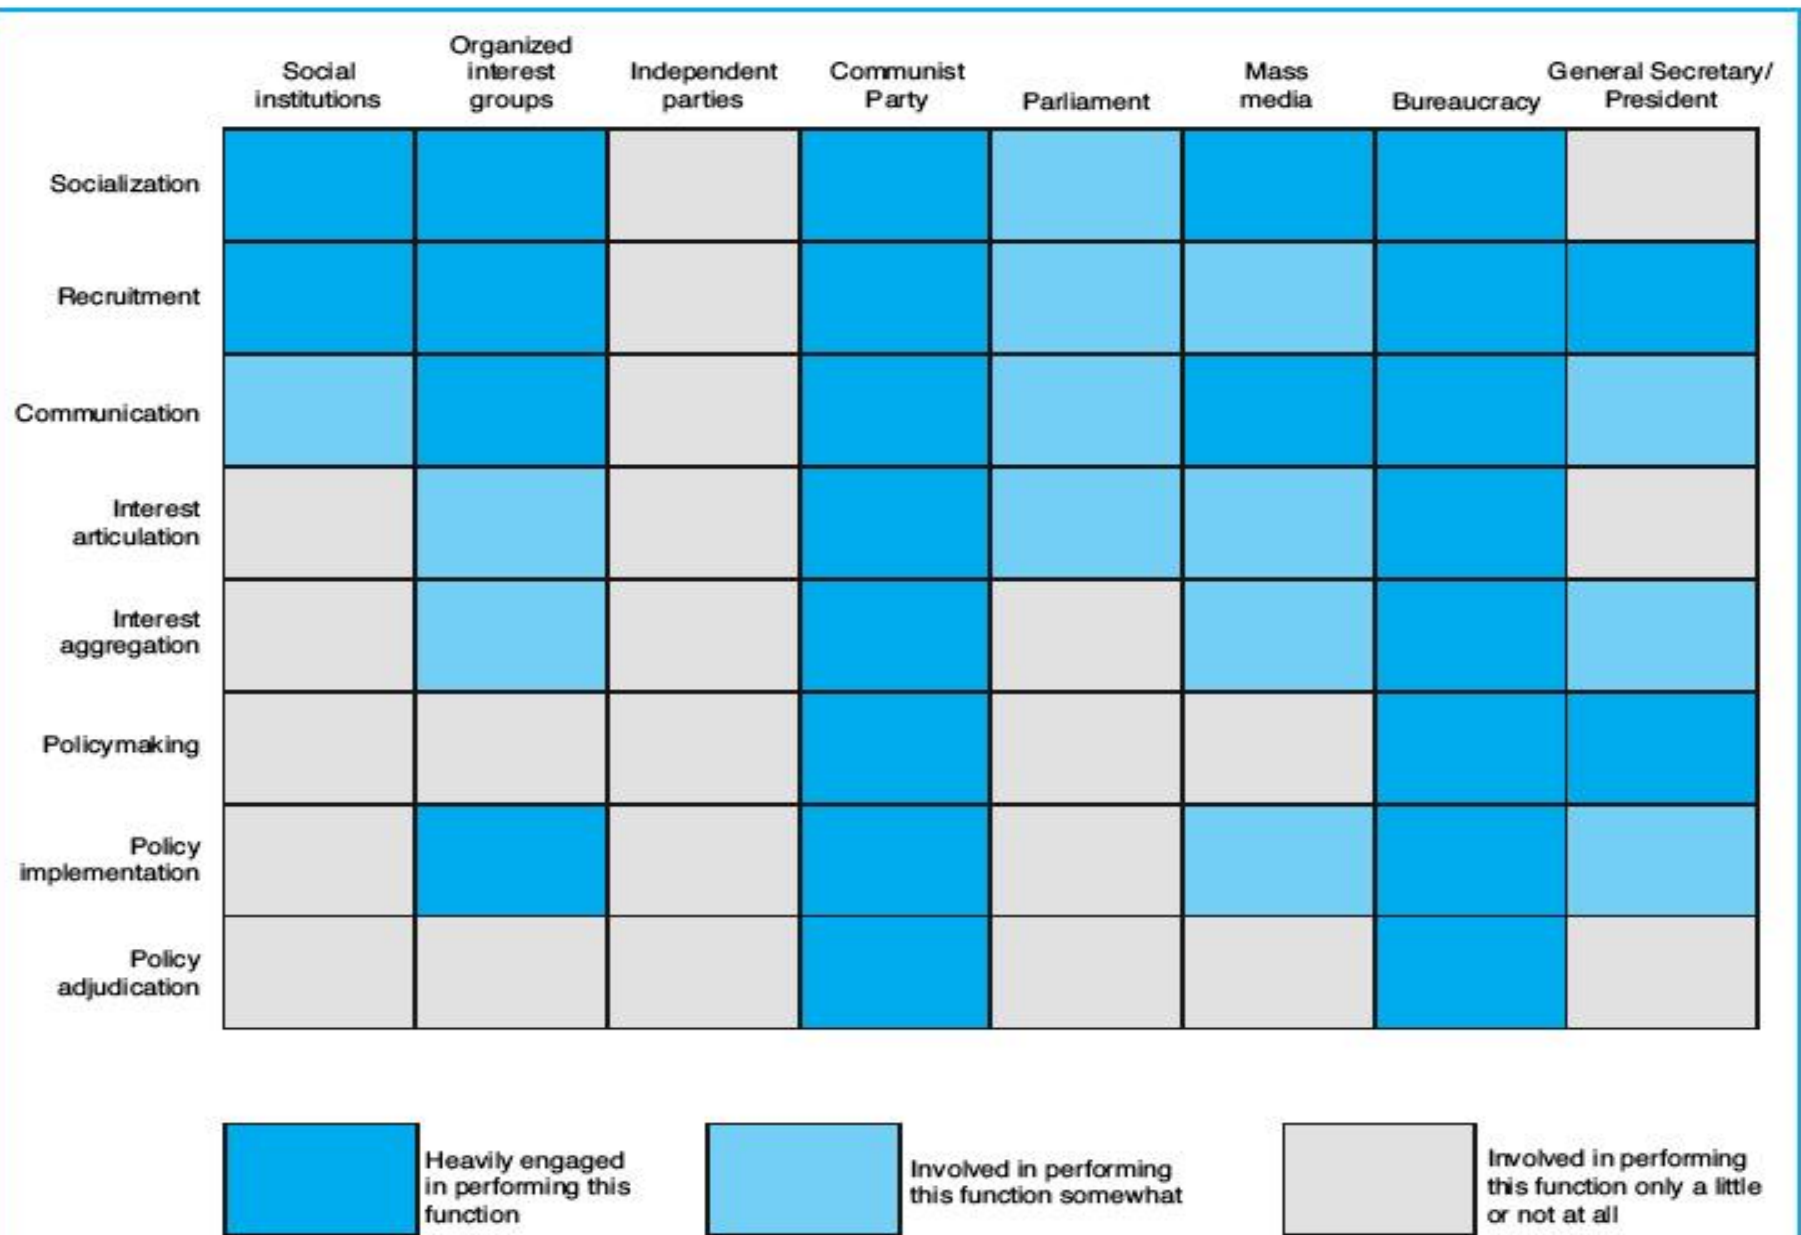 Social
institutions
Organized
interest
groups
Independent
parties
Communist
Party
Parliament
Mass
media
Bureaucracy
General Secretary/
President
Socialization
Recruitment
Communication
Interest
articulation
Interest
aggregation
Policymaking
Policy
implementation
Policy
adjudication
Heavily engaged
in performing this
function
Involved in performing
this function somewhat
Involved in performing
this function only a little
or not at all